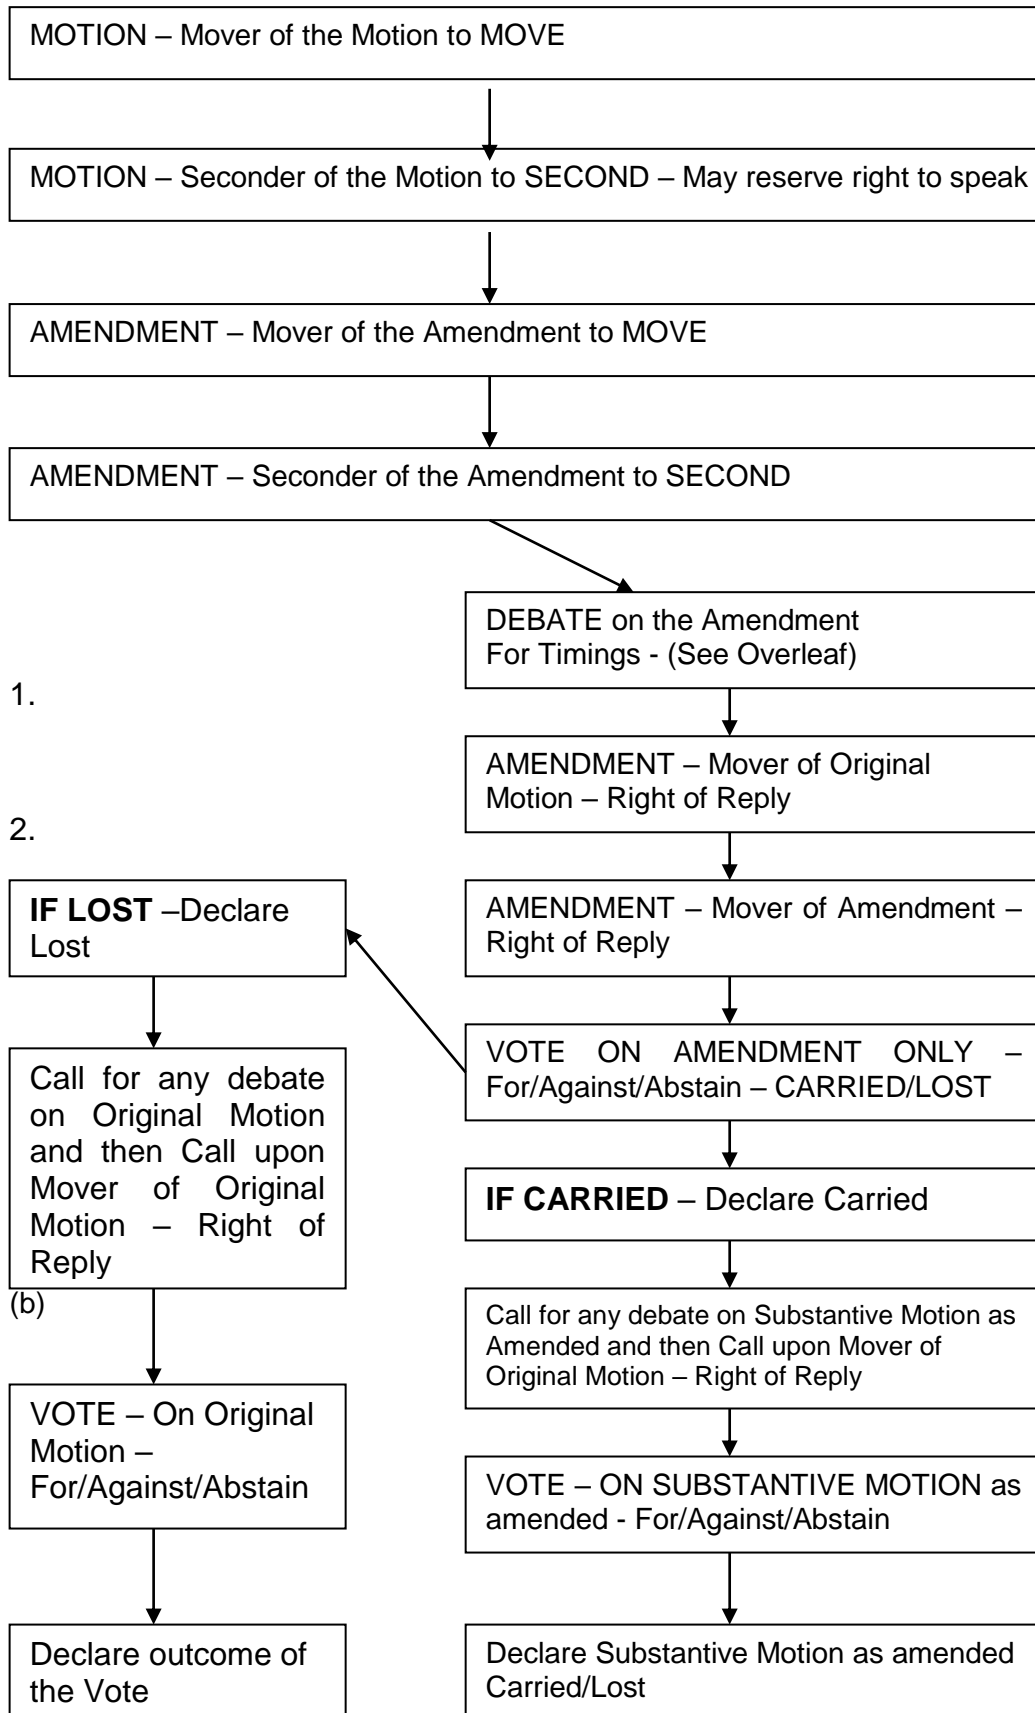 MOTION – Mover of the Motion to MOVE
MOTION – Seconder of the Motion to SECOND – May reserve right to speak
AMENDMENT – Mover of the Amendment to MOVE
AMENDMENT – Seconder of the Amendment to SECOND
DEBATE on the Amendment
For Timings - (See Overleaf)
1.
AMENDMENT – Mover of Original
Motion – Right of Reply
2.
AMENDMENT – Mover of Amendment –
Right of Reply
VOTE ON AMENDMENT ONLY –
For/Against/Abstain – CARRIED/LOST
IF LOST –Declare
Lost
Call for any debate
on Original Motion
and then Call upon
Mover of Original
Motion – Right of
Reply
(b)
VOTE – On Original
Motion –
For/Against/Abstain
Declare outcome of
the Vote
IF CARRIED – Declare Carried
Call for any debate on Substantive Motion as
Amended and then Call upon Mover of
Original Motion – Right of Reply
VOTE – ON SUBSTANTIVE MOTION as
amended - For/Against/Abstain
Declare Substantive Motion as amended
Carried/Lost